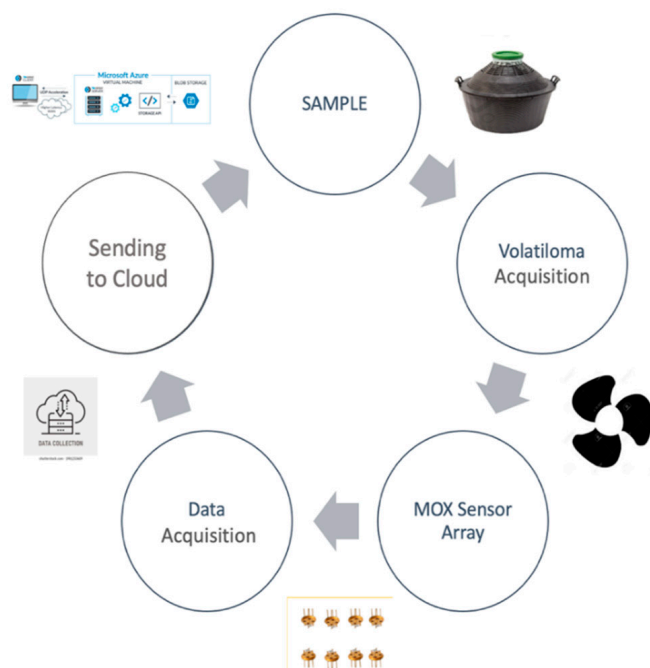 Microsoft Azure
VIRTUAL MACHINE
BLOB STORAGE
STORAGE API
SAMPLE
Sending
to Cloud
Volatiloma
Acquisition
DATA COLLECTION
Data
Acquisition
MOX Sensor
Array